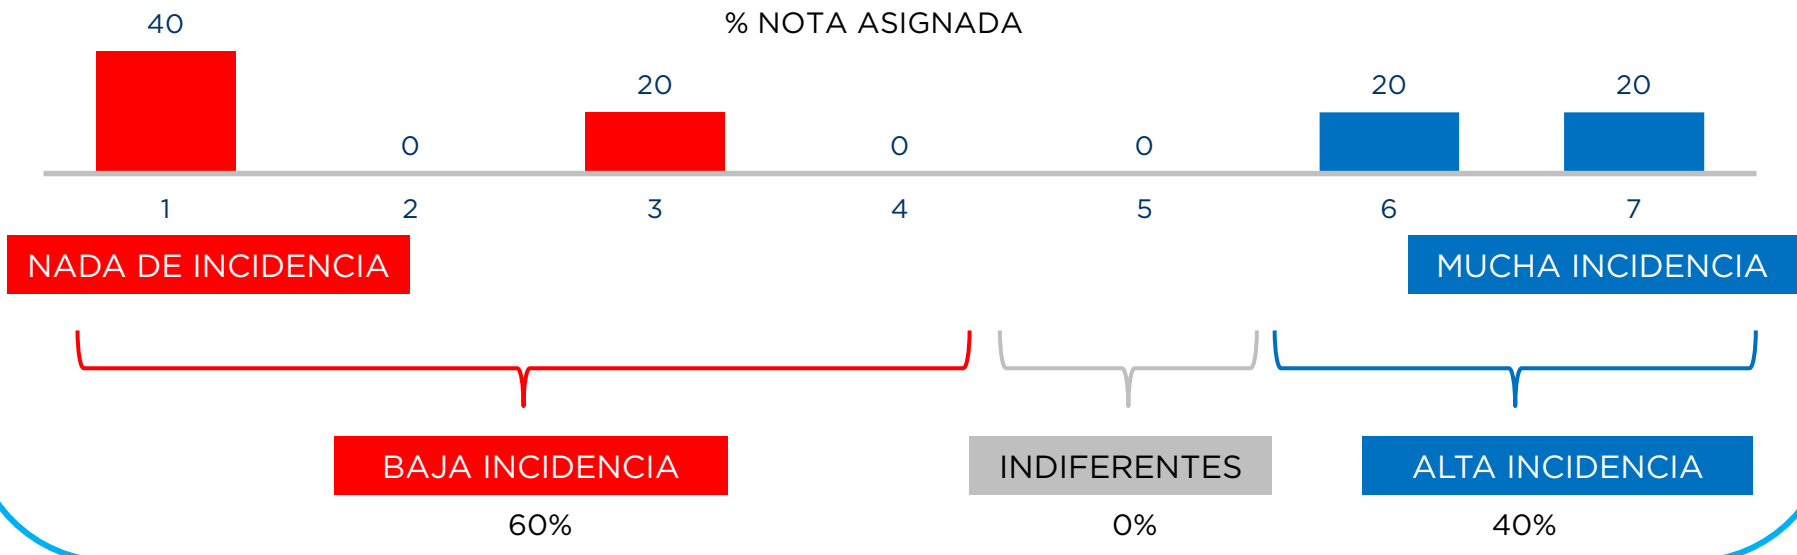 % NOTA ASIGNADA
40 0 20 0 0 20 20
1 2 3 4 5 6 7
NADA DE INCIDENCIA MUCHA INCIDENCIA
BAJA INCIDENCIA INDIFERENTES ALTA INCIDENCIA
60% 0% 40%